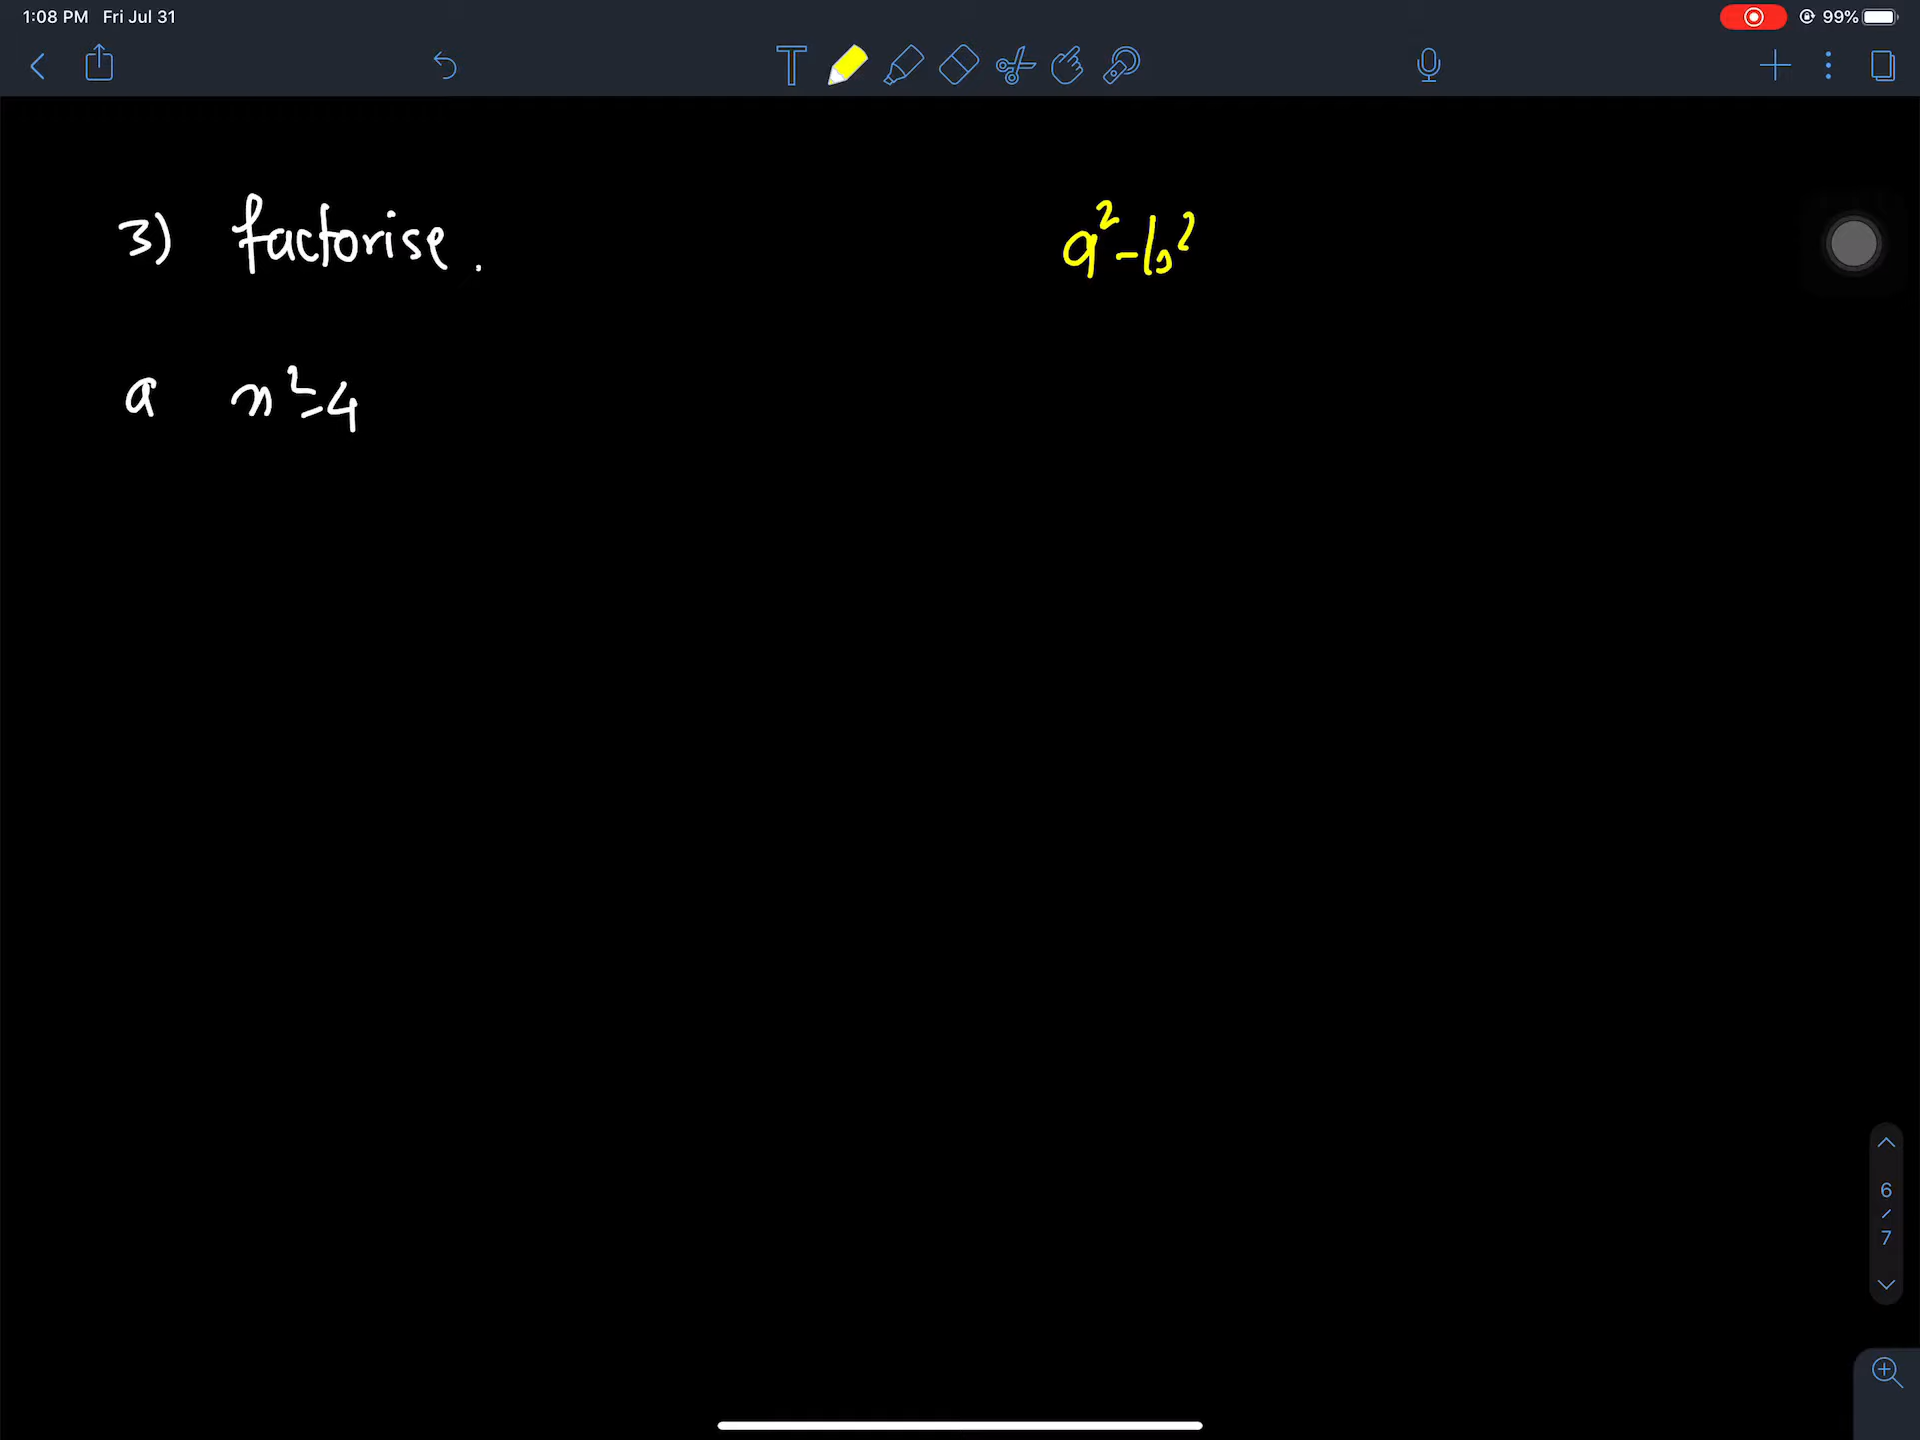 1:08 PM Fri Jul 31
99%
3) factorise.
a² - b²
a x² - 4
6
/
7